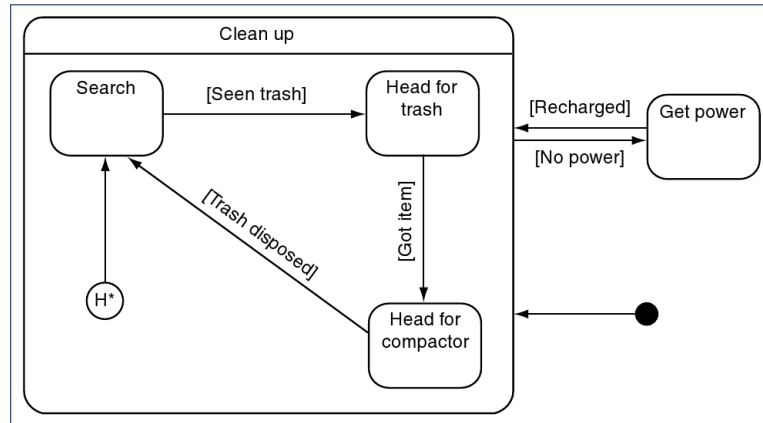 Clean up
Search
[Seen trash]
Head for
trash
[Recharged]
Get power
[No power]
[Trash disposed]
[Got item]
H*
Head for
compactor